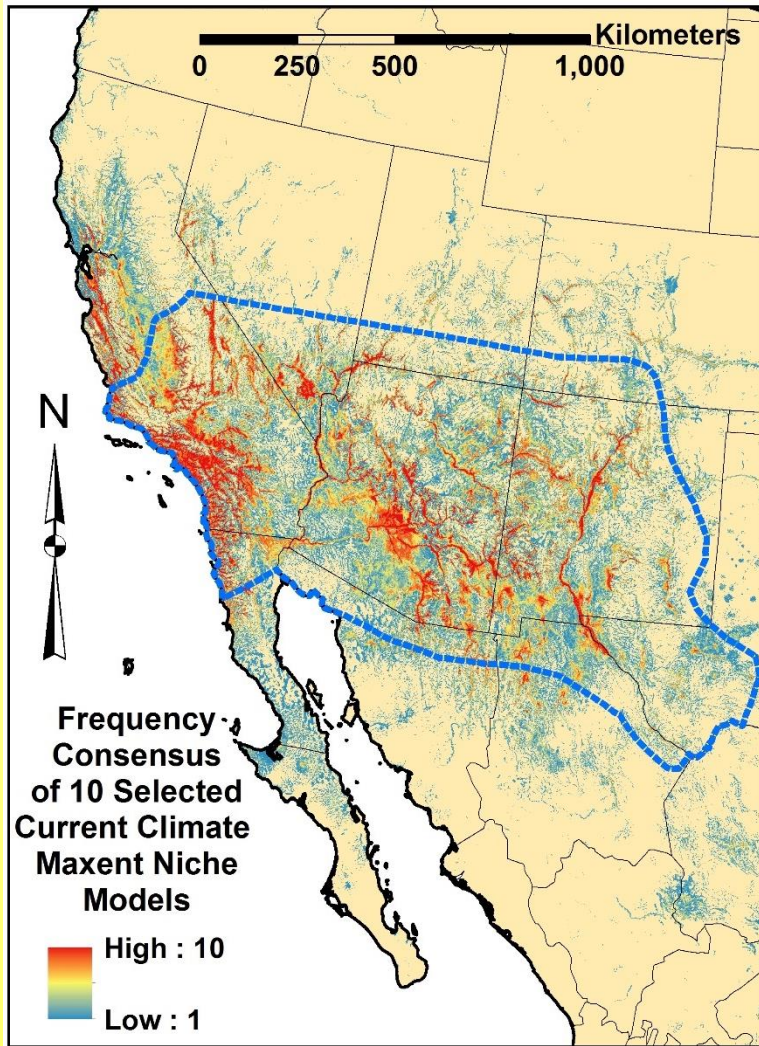 Kilometers
0 250 500 1,000
N
Frequency
Consensus
of 10 Selected
Current Climate
Maxent Niche
Models
High : 10
Low : 1